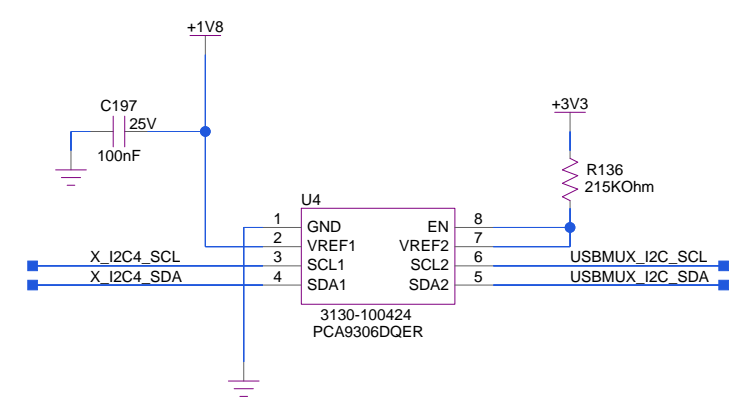 +1V8
C197
25V
100nF
+3V3
R136
215KOhm
U4
1 GND EN 8
2 VREF1 VREF2 7
X_I2C4_SCL 3 SCL1 SCL2 6 USBMUX_I2C_SCL
X_I2C4_SDA 4 SDA1 SDA2 5 USBMUX_I2C_SDA
3130-100424
PCA9306DQER